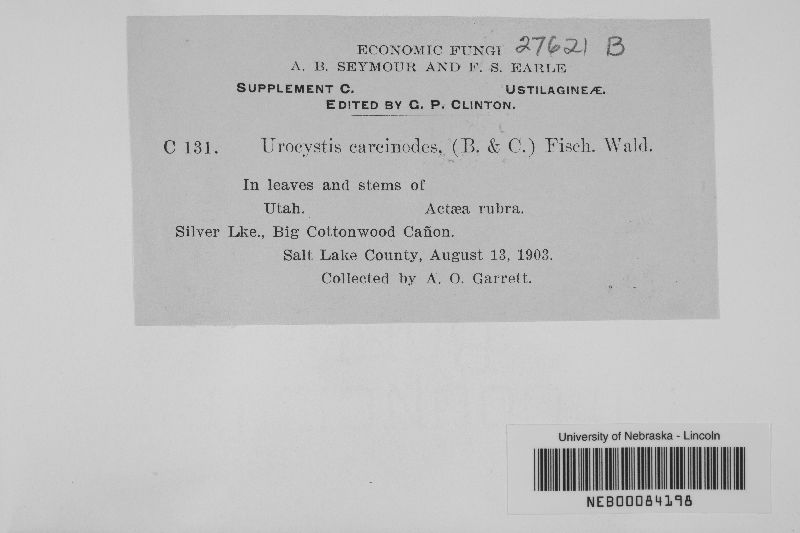 ECONOMIC FUNGI 27621 B
A. B. SEYMOUR AND F. S. EARLE
SUPPLEMENT C. USTILAGINEÆ.
EDITED BY G. P. CLINTON.
C 131. Urocystis carcinodes, (B. & C.) Fisch. Wald.
In leaves and stems of
Utah. Actæa rubra.
Silver Lke., Big Cottonwood Cañon.
Salt Lake County, August 13, 1903.
Collected by A. O. Garrett.
University of Nebraska - Lincoln
NEB00084198